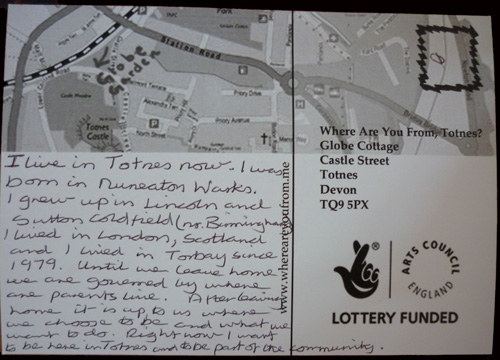 Station Road
Globe
Garden
Priory Drive
Priory Avenue
North Street
Totnes
Castle
I live in Totnes now. I was
born in Nuneaton Warks.
I grew up in Lincoln and
Sutton Coldfield (nr. Birmingham)
I lived in London, Scotland
and I lived in Torbay since
1979. Until we leave home
we are governed by where
are parents live. After leaving
home it is up to us where
we choose to be and what we
want to do. Right now I want
to be here in Totnes and to be part of the community.
www.whereareyoufrom.me
Where Are You From, Totnes?
Globe Cottage
Castle Street
Totnes
Devon
TQ9 5PX
ARTS COUNCIL
ENGLAND
LOTTERY FUNDED